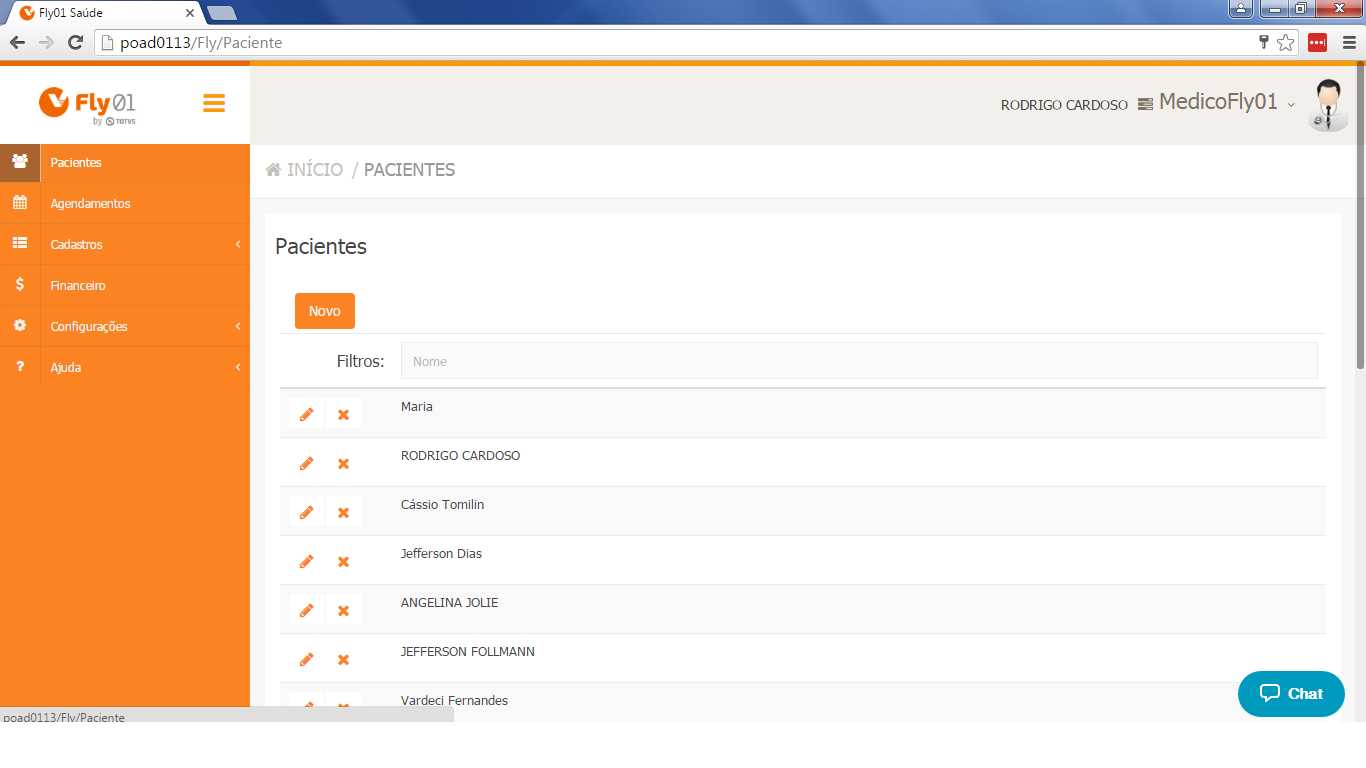 Fly01 Saúde
poad0113/Fly/Paciente
Fly01
by TOTVS
RODRIGO CARDOSO MedicoFly01
Pacientes
Agendamentos
Cadastros
Financeiro
Configurações
Ajuda
INÍCIO / PACIENTES
Pacientes
Novo
Filtros: Nome
Maria
RODRIGO CARDOSO
Cássio Tomilin
Jefferson Dias
ANGELINA JOLIE
JEFFERSON FOLLMANN
Vardeci Fernandes
Chat
poad0113/Fly/Paciente